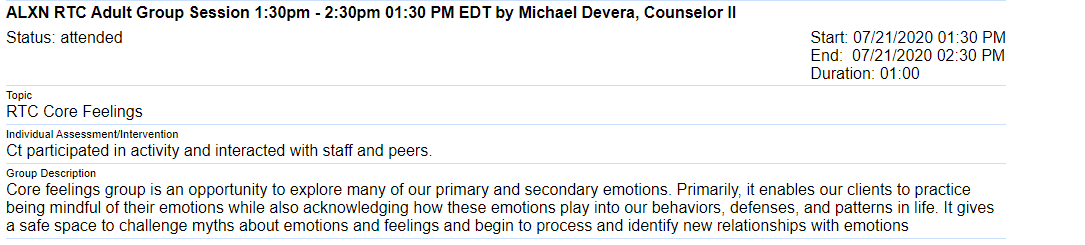 ALXN RTC Adult Group Session 1:30pm - 2:30pm 01:30 PM EDT by Michael Devera, Counselor II
Status: attended
Start: 07/21/2020 01:30 PM
End: 07/21/2020 02:30 PM
Duration: 01:00
Topic
RTC Core Feelings
Individual Assessment/Intervention
Ct participated in activity and interacted with staff and peers.
Group Description
Core feelings group is an opportunity to explore many of our primary and secondary emotions. Primarily, it enables our clients to practice
being mindful of their emotions while also acknowledging how these emotions play into our behaviors, defenses, and patterns in life. It gives
a safe space to challenge myths about emotions and feelings and begin to process and identify new relationships with emotions